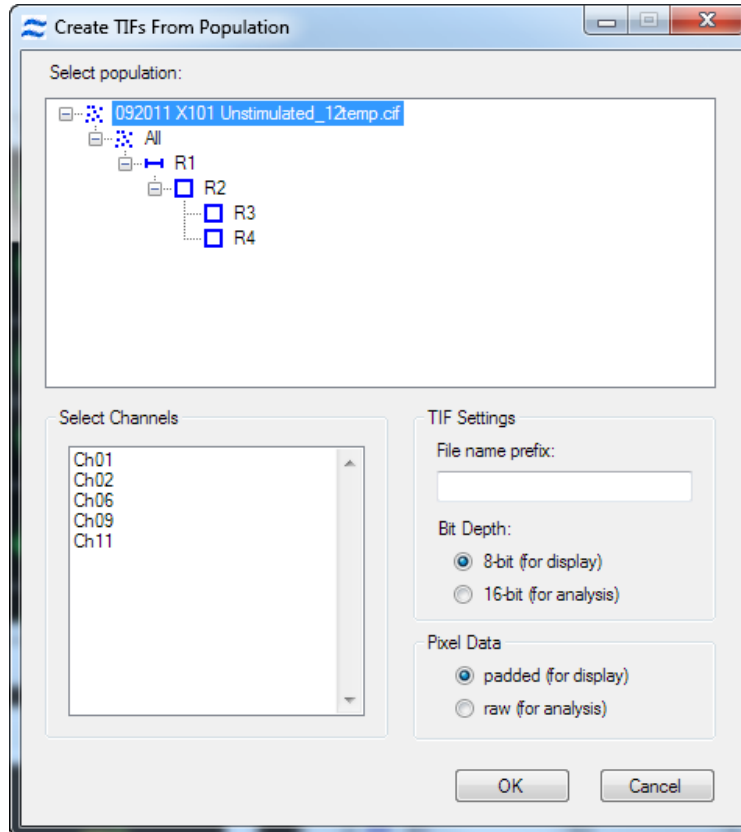 Create TIFs From Population
Select population:
092011 X101 Unstimulated_12temp.cif
All
R1
R2
R3
R4
Select Channels
Ch01
Ch02
Ch06
Ch09
Ch11
TIF Settings
File name prefix:
Bit Depth:
8-bit (for display)
16-bit (for analysis)
Pixel Data
padded (for display)
raw (for analysis)
OK Cancel